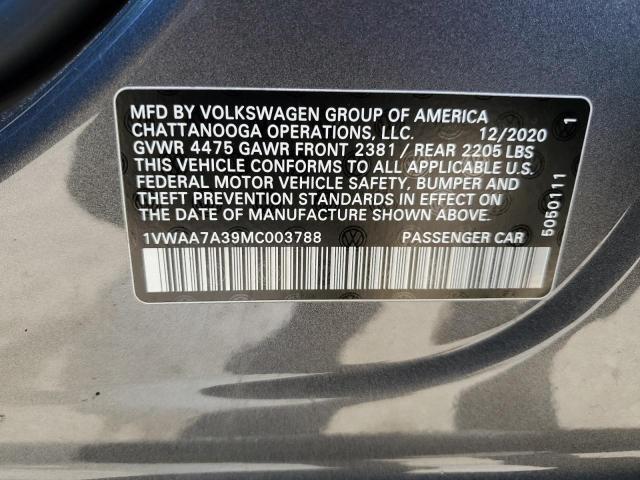 MFD BY VOLKSWAGEN GROUP OF AMERICA
CHATTANOOGA OPERATIONS, LLC. 12/2020 1
GVWR 4475 GAWR FRONT 2381 / REAR 2205 LBS
THIS VEHICLE CONFORMS TO ALL APPLICABLE U.S.
FEDERAL MOTOR VEHICLE SAFETY, BUMPER AND
THEFT PREVENTION STANDARDS IN EFFECT ON
THE DATE OF MANUFACTURE SHOWN ABOVE.
1VWAA7A39MC003788 PASSENGER CAR
5050111